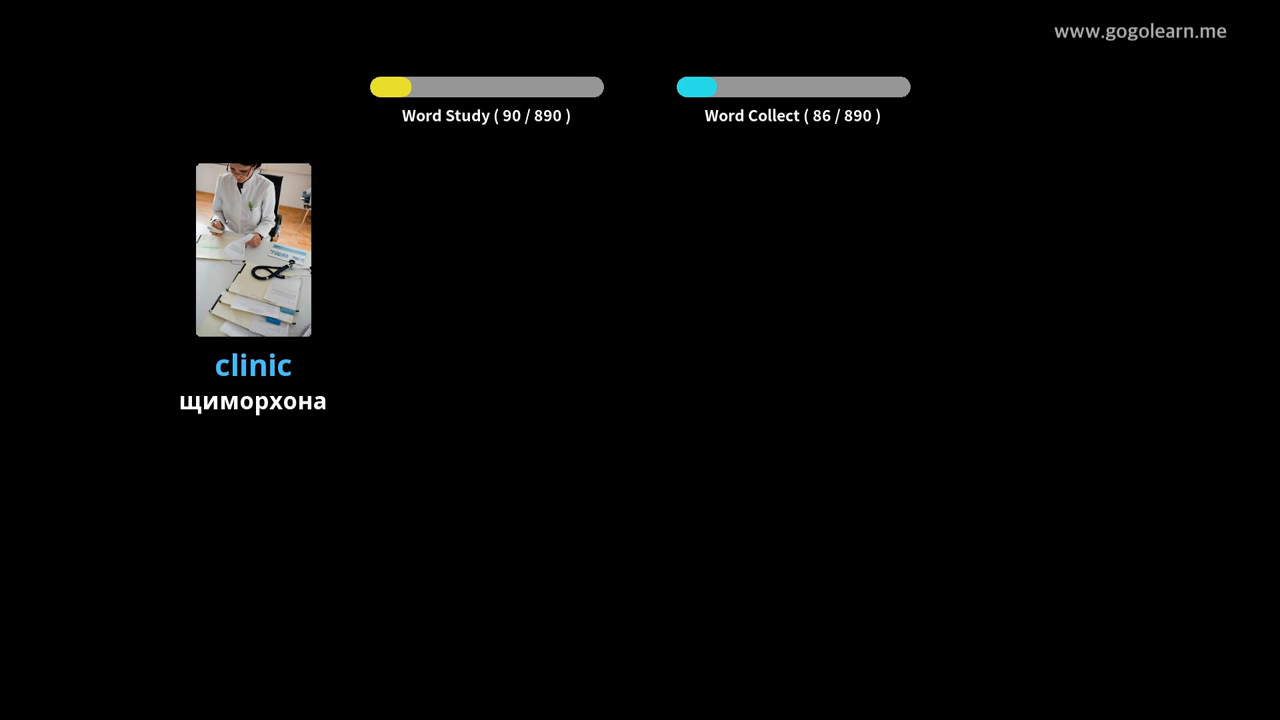 www.gogolearn.me
Word Study ( 90 / 890 )
Word Collect ( 86 / 890 )
clinic
щиморхона